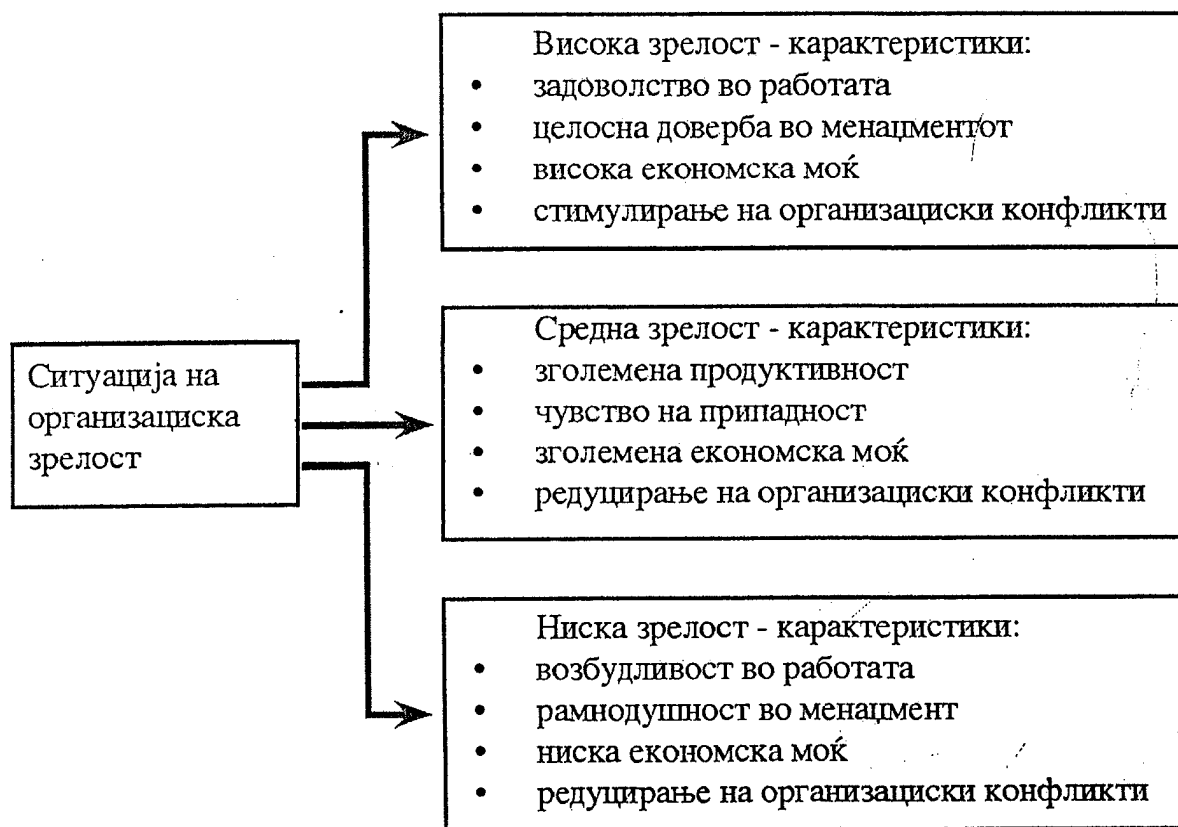 Висока зрелост - карактеристики:
• задоволство во работата
• целосна доверба во менаџментот
• висока економска моќ
• стимулирање на организациски конфликти
Ситуација на
организациска
зрелост
Средна зрелост - карактеристики:
• зголемена продуктивност
• чувство на припадност
• зголемена економска моќ
• редуцирање на организациски конфликти
Ниска зрелост - карактеристики:
• возбудливост во работата
• рамнодушност во менаџмент
• ниска економска моќ
• редуцирање на организациски конфликти